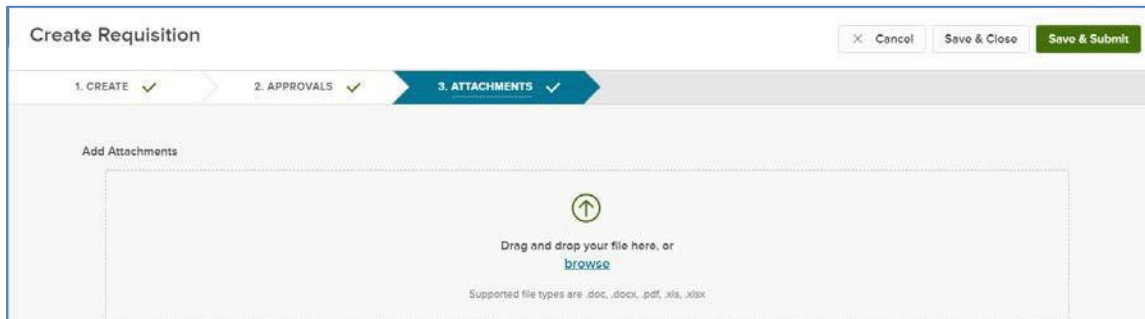 Create Requisition
Cancel
Save & Close
Save & Submit
1. CREATE
2. APPROVALS
3. ATTACHMENTS
Add Attachments
Drag and drop your file here, or
browse
Supported file types are .doc, .docx, .pdf, .xls, .xlsx